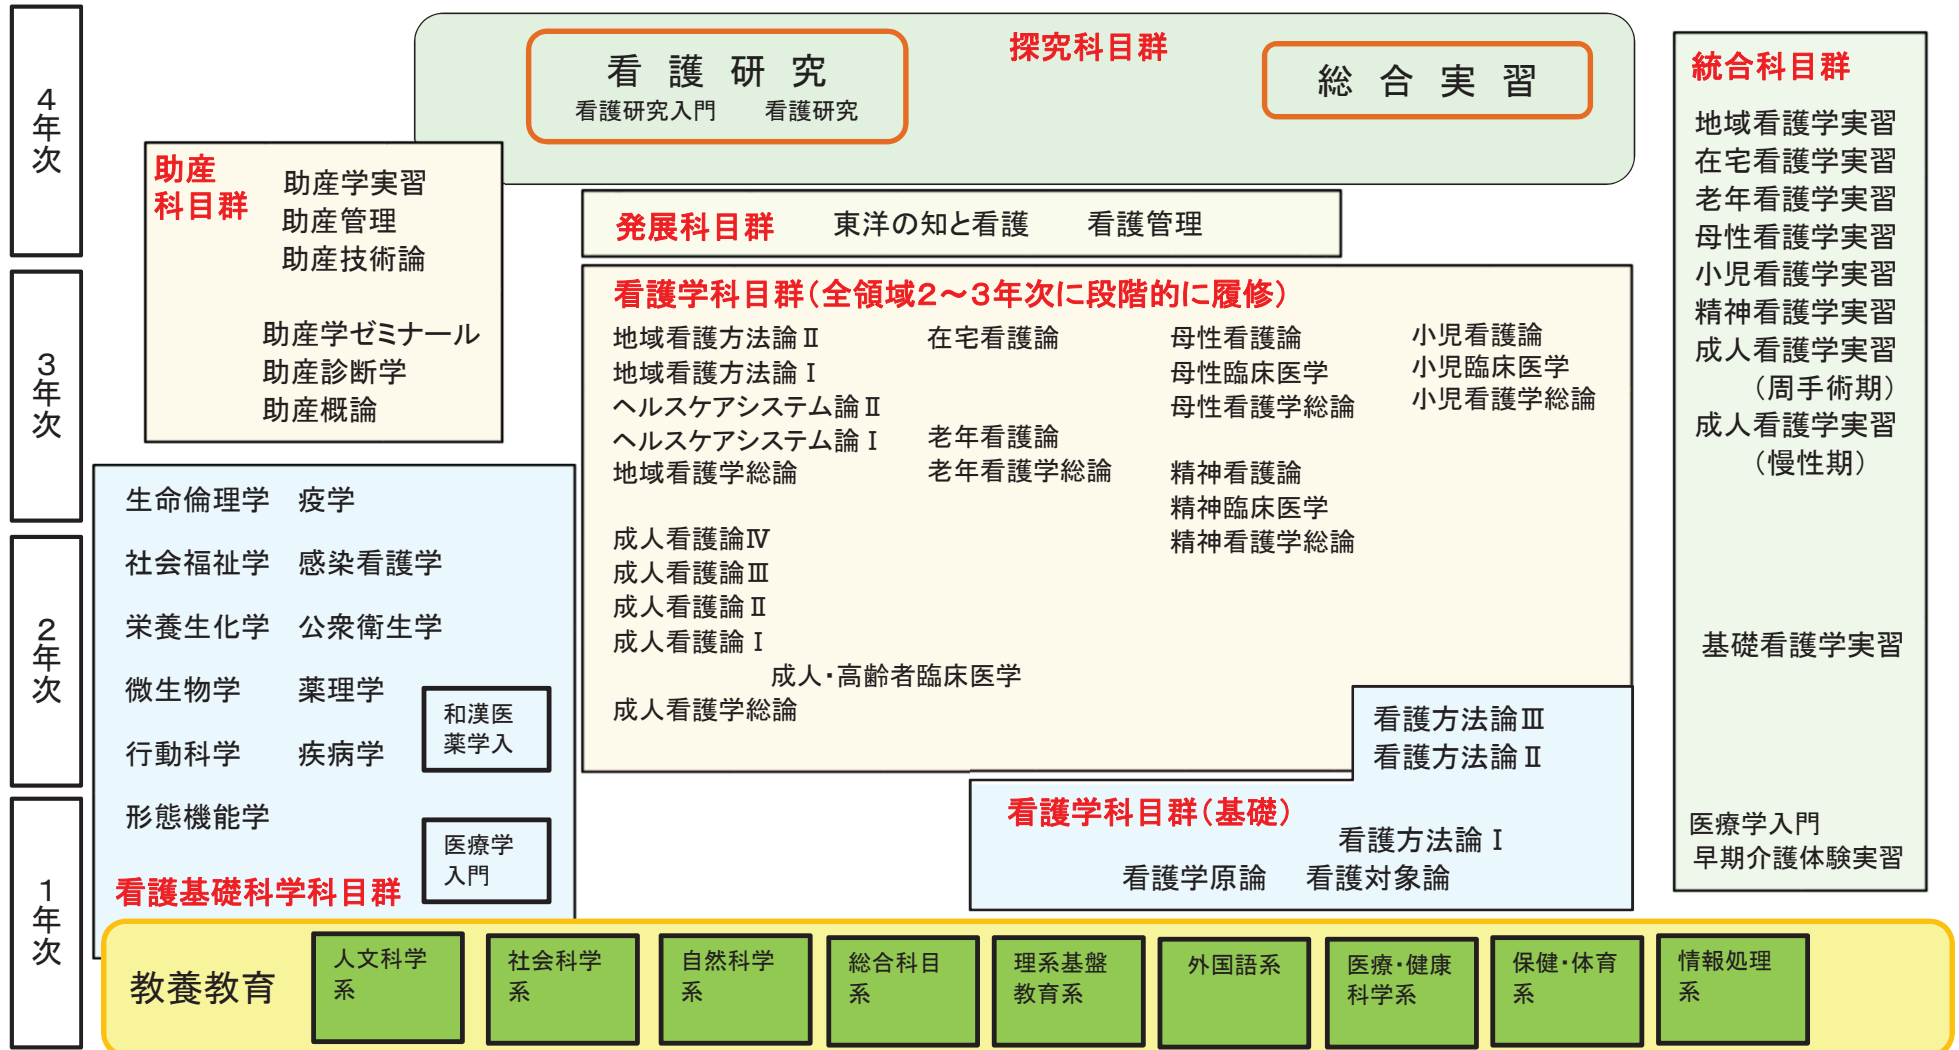 4年次
3年次
2年次
1年次
探究科目群
看護研究
看護研究入門　看護研究
総合実習
助産
科目群
助産学実習
助産管理
助産技術論
助産学ゼミナール
助産診断学
助産概論
発展科目群　東洋の知と看護　看護管理
看護学科目群（全領域2～3年次に段階的に履修）
地域看護方法論Ⅱ
地域看護方法論Ⅰ
ヘルスケアシステム論Ⅱ
ヘルスケアシステム論Ⅰ
地域看護学総論
成人看護論Ⅳ
成人看護論Ⅲ
成人看護論Ⅱ
成人看護論Ⅰ
成人・高齢者臨床医学
成人看護学総論
在宅看護論
老年看護論
老年看護学総論
母性看護論
母性臨床医学
母性看護学総論
精神看護論
精神臨床医学
精神看護学総論
小児看護論
小児臨床医学
小児看護学総論
看護方法論Ⅲ
看護方法論Ⅱ
看護学科目群（基礎）
看護方法論Ⅰ
看護学原論　看護対象論
生命倫理学　疫学
社会福祉学　感染看護学
栄養生化学　公衆衛生学
微生物学　薬理学
行動科学　疾病学
形態機能学
和漢医
薬学入
医療学
入門
看護基礎科学科目群
統合科目群
地域看護学実習
在宅看護学実習
老年看護学実習
母性看護学実習
小児看護学実習
精神看護学実習
成人看護学実習
（周手術期）
成人看護学実習
（慢性期）
基礎看護学実習
医療学入門
早期介護体験実習
教養教育
人文科学
系
社会科学
系
自然科学
系
総合科目
系
理系基盤
教育系
外国語系
医療・健康
科学系
保健・体育
系
情報処理
系